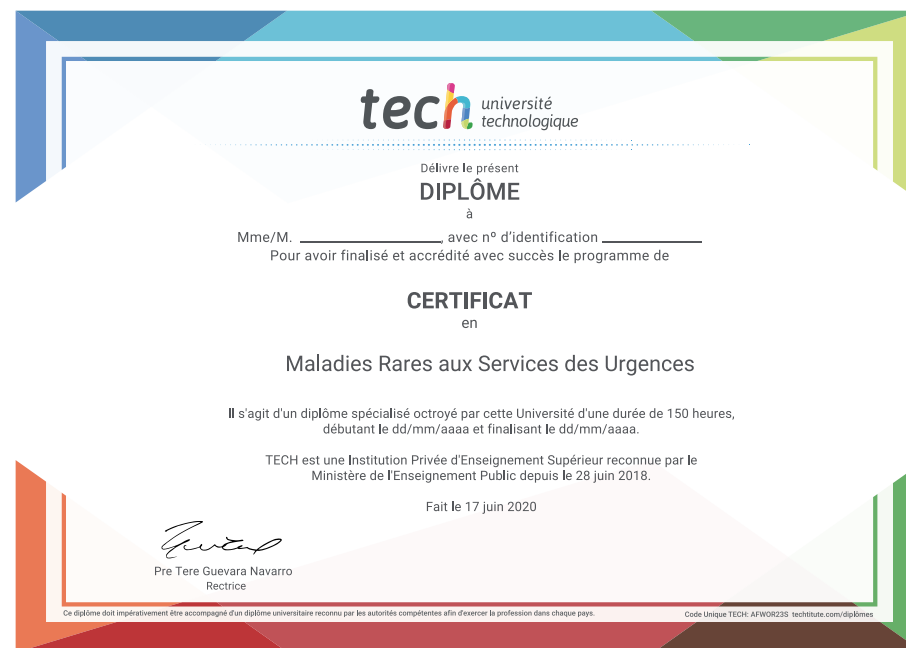 tech université
technologique
Délivre le présent
DIPLÔME
à
Mme/M. ____________, avec nº d'identification ____________
Pour avoir finalisé et accrédité avec succès le programme de
CERTIFICAT
en
Maladies Rares aux Services des Urgences
Il s'agit d'un diplôme spécialisé octroyé par cette Université d'une durée de 150 heures,
débutant le dd/mm/aaaa et finalisant le dd/mm/aaaa.
TECH est une Institution Privée d'Enseignement Supérieur reconnue par le
Ministère de l'Enseignement Public depuis le 28 juin 2018.
Fait le 17 juin 2020
Pre Tere Guevara Navarro
Rectrice
Ce diplôme doit impérativement être accompagné d'un diplôme universitaire reconnu par les autorités compétentes afin d'exercer la profession dans chaque pays.
Code Unique TECH: AFWOR23S techtitute.com/diplômes